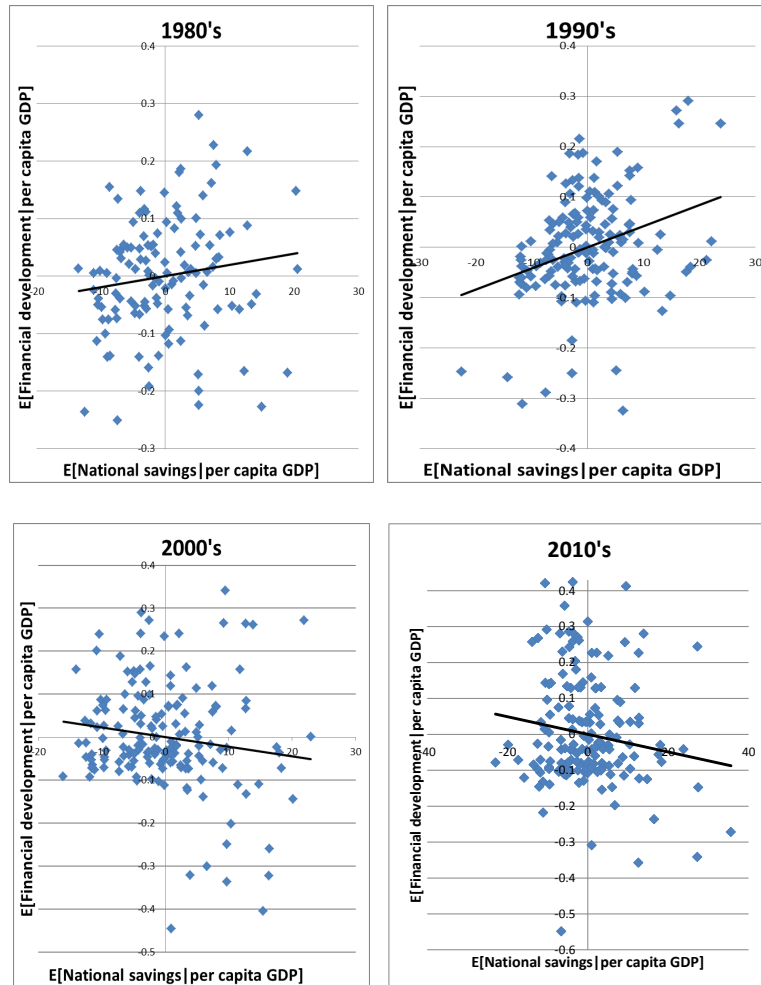 1980's
E[Financial development|per capita GDP]
0.4
0.3
0.2
0.1
0
-0.1
-0.2
-0.3
20 -10 0 10 20 30
E[National savings|per capita GDP]
1990's
E[Financial development|per capita GDP]
0.4
0.3
0.2
0.1
0
-0.1
-0.2
-0.3
-0.4
-30 -20 -10 0 10 20 30
E[National savings|per capita GDP]
2000's
E[Financial development|per capita GDP]
0.4
0.3
0.2
0.1
0
-0.1
-0.2
-0.3
-0.4
-0.5
-20 -10 0 10 20 30
E[National savings|per capita GDP]
2010's
E[Financial development|per capita GDP]
0.4
0.3
0.2
0.1
0
-0.1
-0.2
-0.3
-0.4
-0.5
-0.6
-40 -20 0 20 40
E[National savings|per capita GDP]